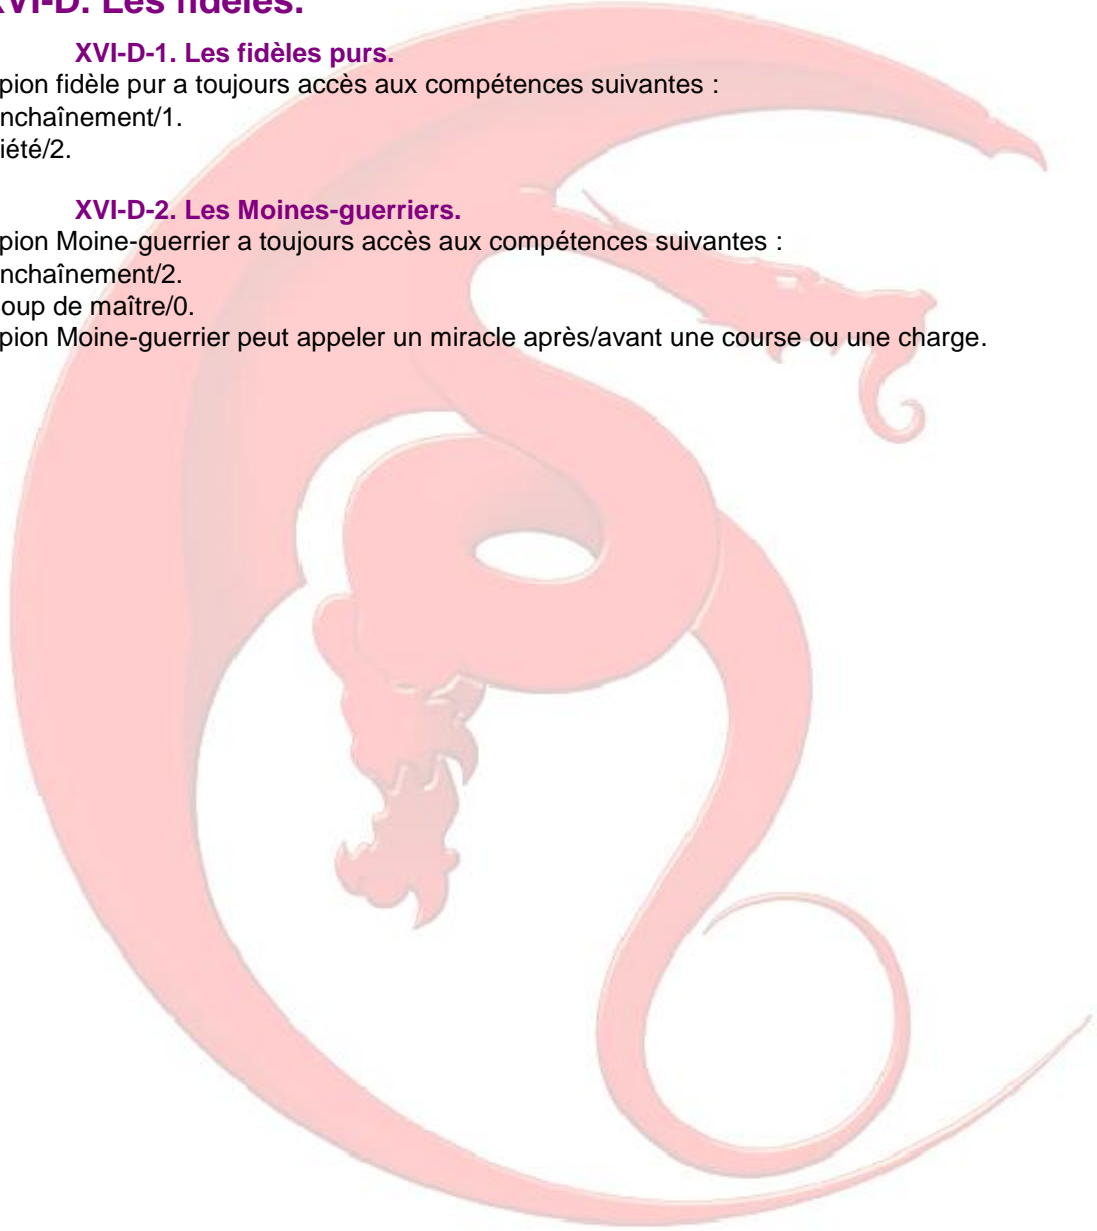 XVI-D. Les fidèles.
XVI-D-1. Les fidèles purs.
pion fidèle pur a toujours accès aux compétences suivantes :
nchaînement/1.
iété/2.
XVI-D-2. Les Moines-guerriers.
pion Moine-guerrier a toujours accès aux compétences suivantes :
nchaînement/2.
oup de maître/0.
pion Moine-guerrier peut appeler un miracle après/avant une course ou une charge.